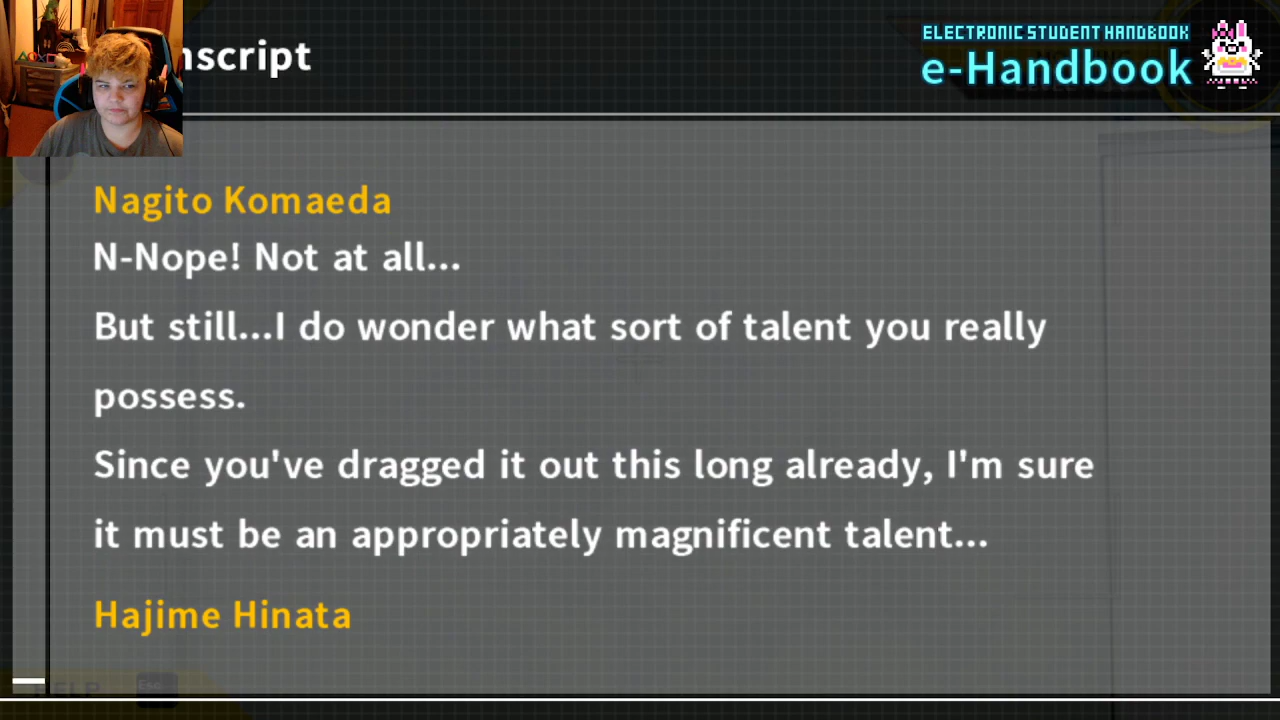 nscript
ELECTRONIC STUDENT HANDBOOK
e-Handbook
Nagito Komaeda
N-Nope! Not at all...
But still...I do wonder what sort of talent you really
possess.
Since you've dragged it out this long already, I'm sure
it must be an appropriately magnificent talent...
Hajime Hinata
HELP
Esc